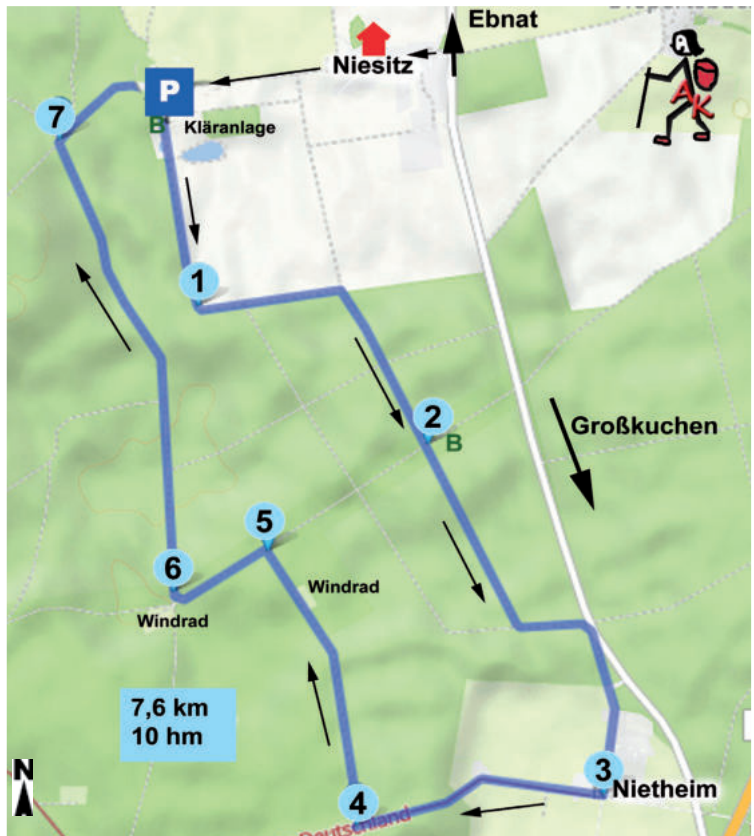 Ebnat
Niesitz
P
7
B
Kläranlage
AK
1
2
B
Großkuchen
5
6
Windrad
Windrad
7,6 km
10 hm
3
Nietheim
N
4
Deutschland